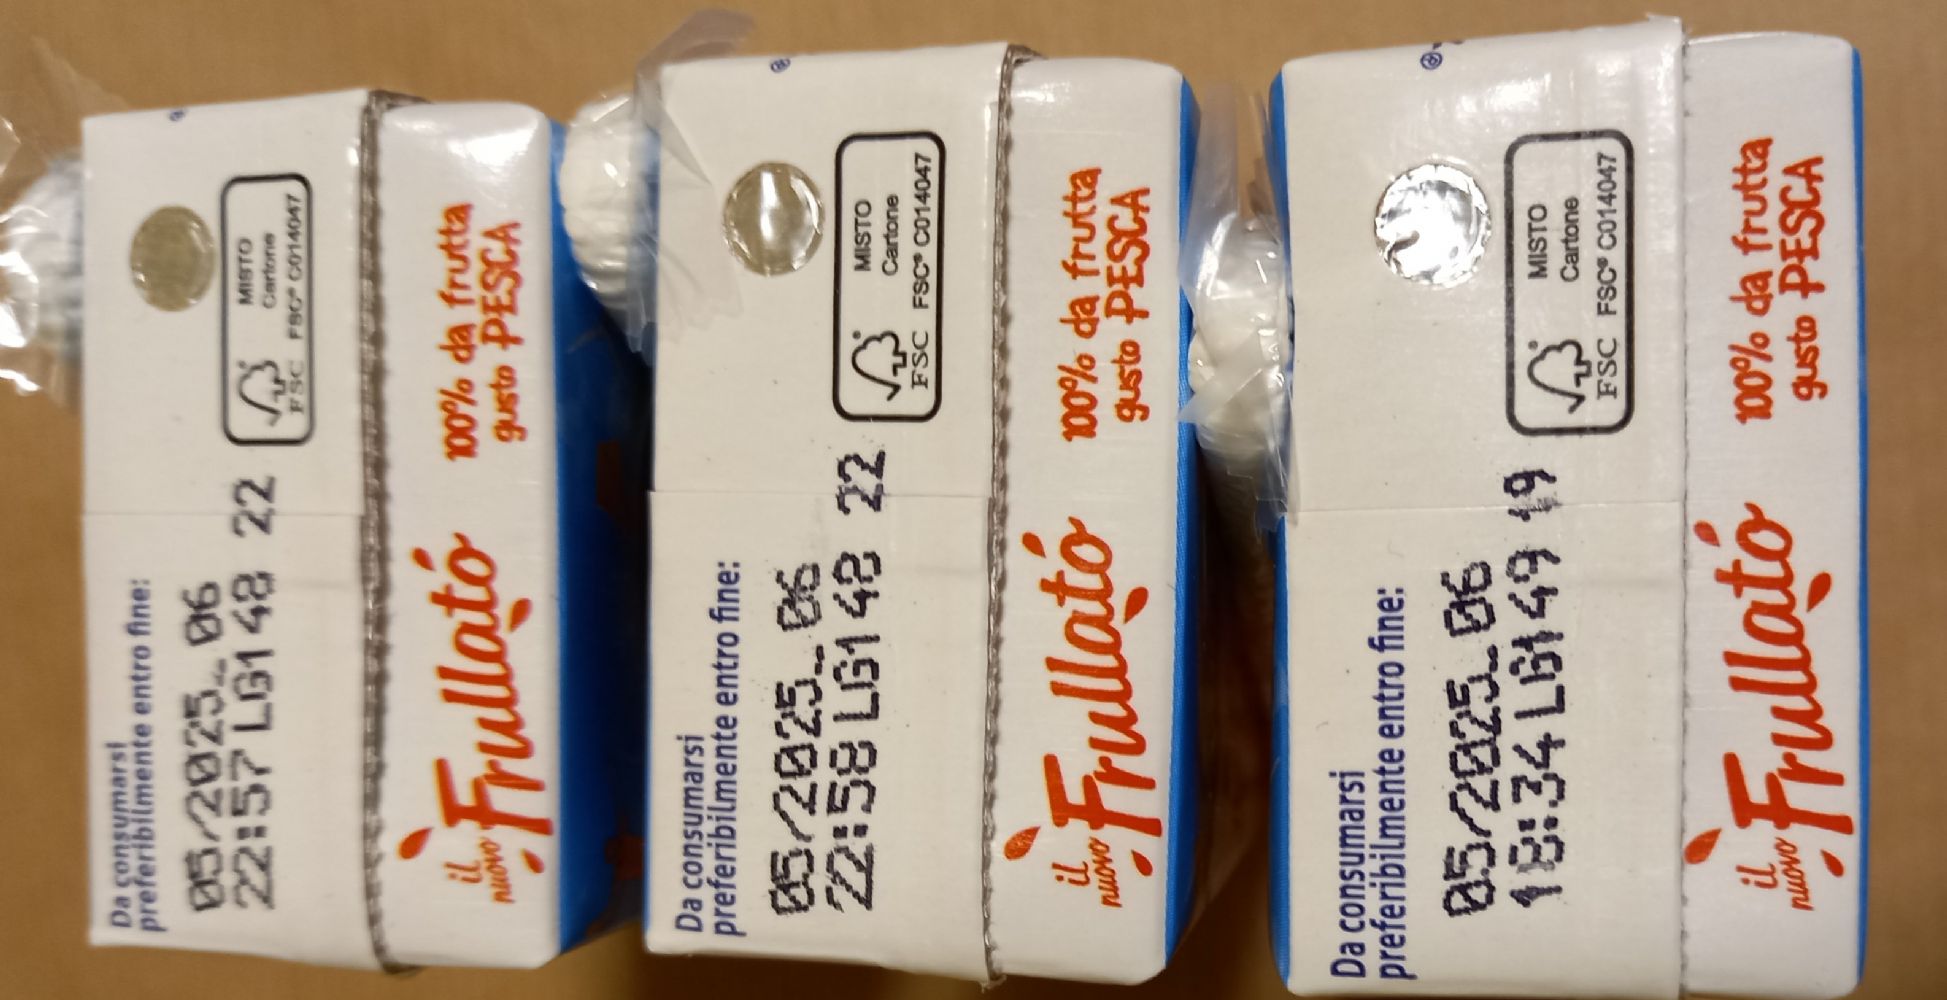 Da consumarsi
preferibilmente entro fine:
05/2025_06
22:57 LG1 48 22
MISTO
Cartone
FSC FSC® C014047
il nuovo Frullató
100% da frutta
gusto PESCA
®
Da consumarsi
preferibilmente entro fine:
05/2025_06
22:58 LG1 48 22
MISTO
Cartone
FSC FSC® C014047
il nuovo Frullató
100% da frutta
gusto PESCA
®
Da consumarsi
preferibilmente entro fine:
05/2025_06
18:34 LG1 49 19
MISTO
Cartone
FSC FSC® C014047
il nuovo Frullató
100% da frutta
gusto PESCA